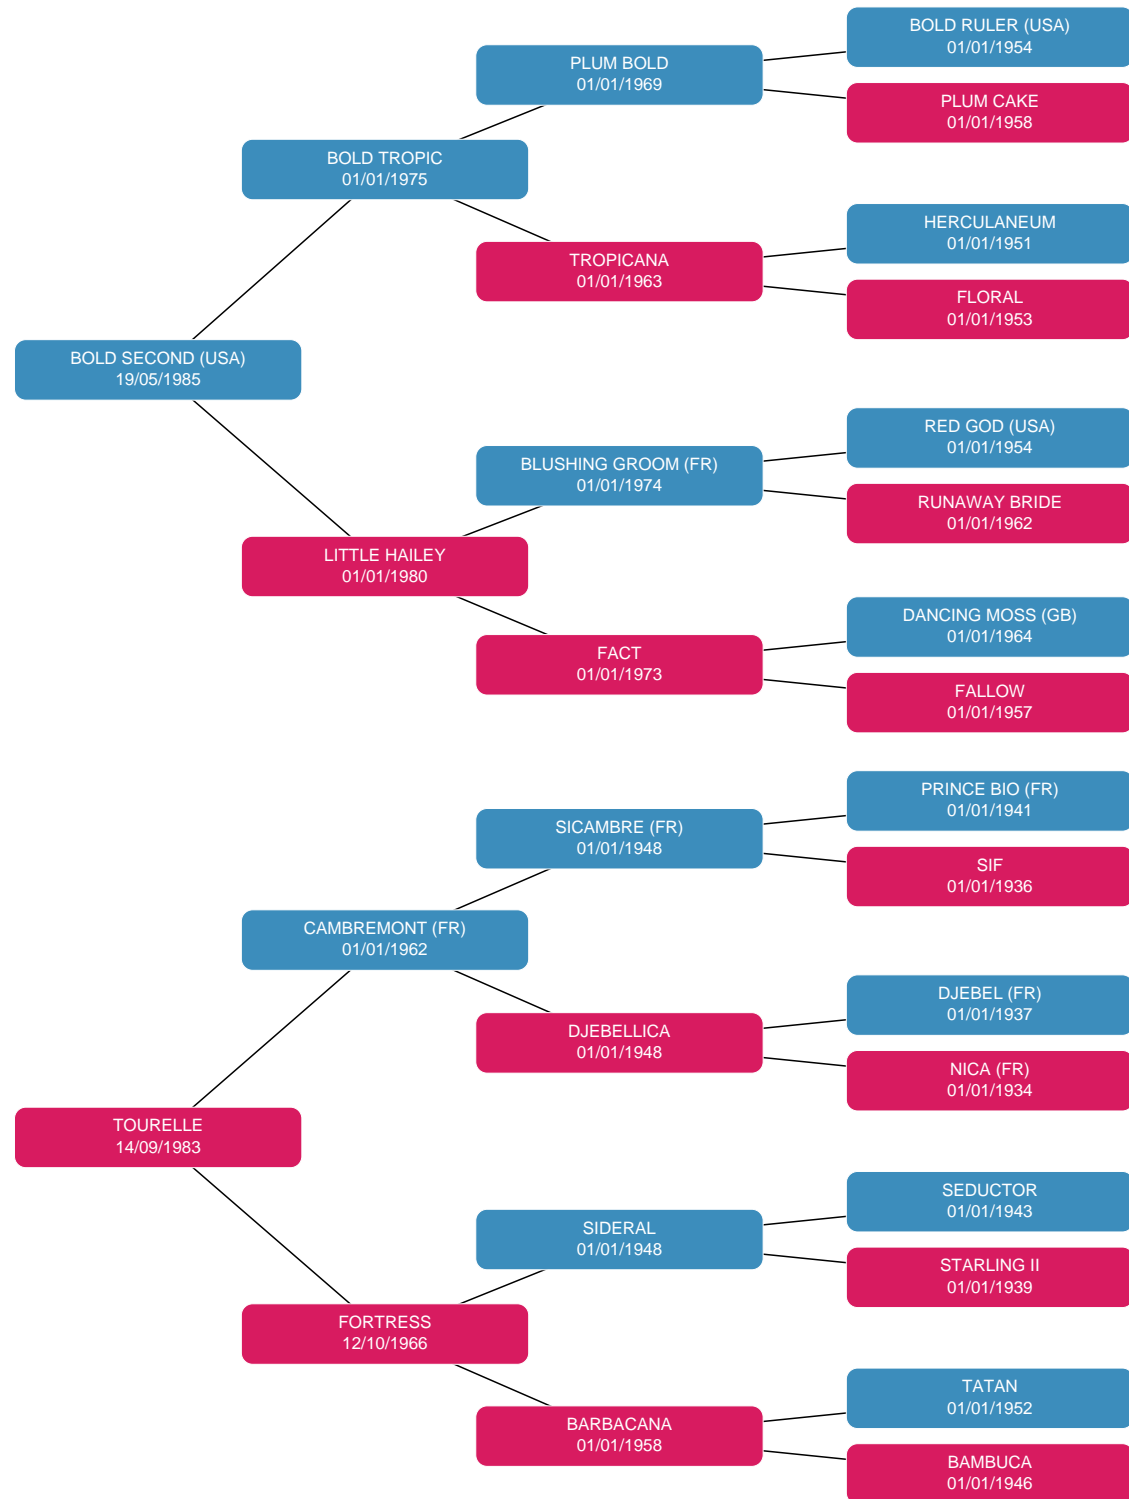 BOLD RULER (USA)
01/01/1954
PLUM BOLD
01/01/1969
PLUM CAKE
01/01/1958
BOLD TROPIC
01/01/1975
HERCULANEUM
01/01/1951
TROPICANA
01/01/1963
FLORAL
01/01/1953
BOLD SECOND (USA)
19/05/1985
RED GOD (USA)
01/01/1954
BLUSHING GROOM (FR)
01/01/1974
RUNAWAY BRIDE
01/01/1962
LITTLE HAILEY
01/01/1980
DANCING MOSS (GB)
01/01/1964
FACT
01/01/1973
FALLOW
01/01/1957
PRINCE BIO (FR)
01/01/1941
SICAMBRE (FR)
01/01/1948
SIF
01/01/1936
CAMBREMONT (FR)
01/01/1962
DJEBEL (FR)
01/01/1937
DJEBELLICA
01/01/1948
NICA (FR)
01/01/1934
TOURELLE
14/09/1983
SEDUCTOR
01/01/1943
SIDERAL
01/01/1948
STARLING II
01/01/1939
FORTRESS
12/10/1966
TATAN
01/01/1952
BARBACANA
01/01/1958
BAMBUCA
01/01/1946